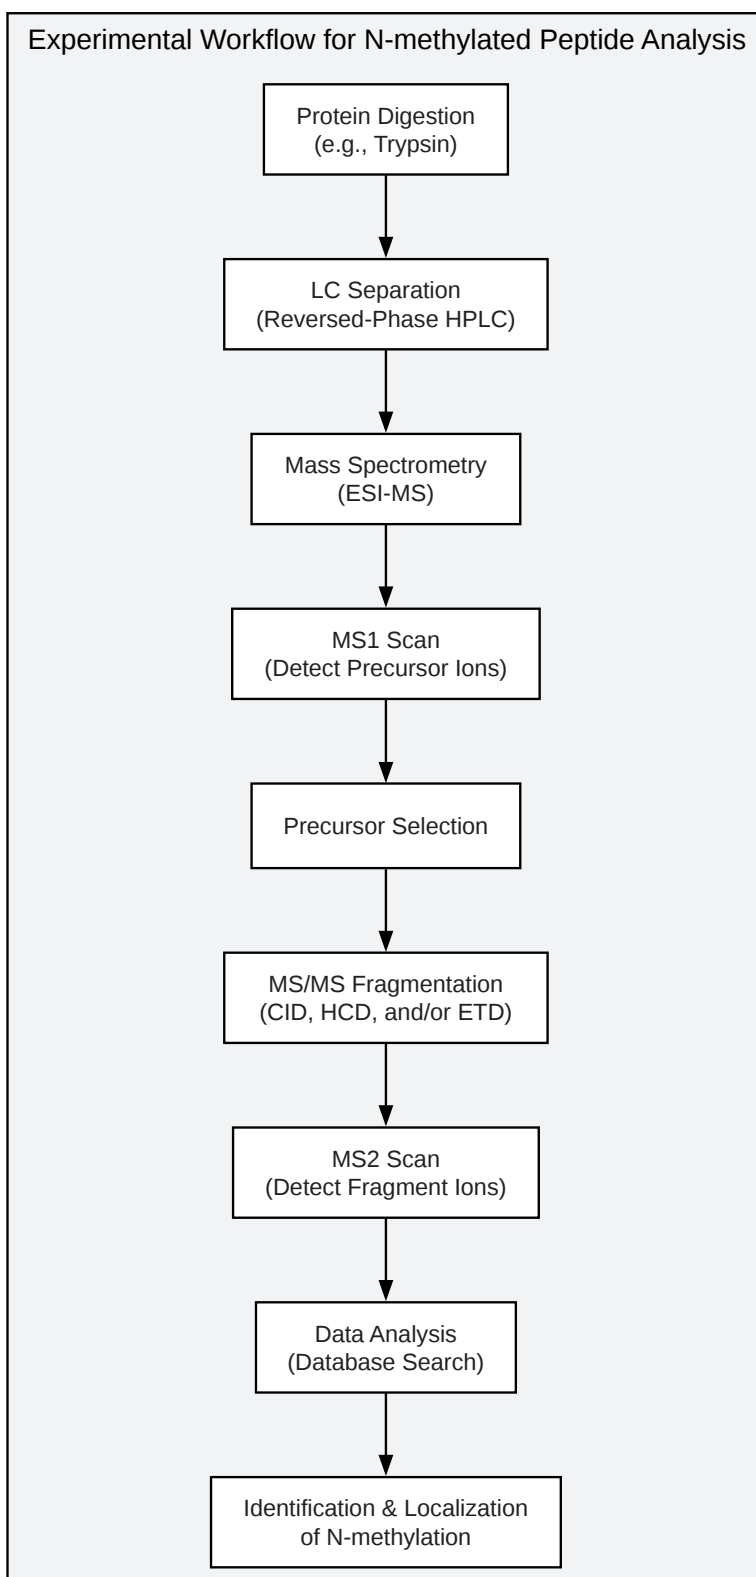 Experimental Workflow for N-methylated Peptide Analysis
Protein Digestion
(e.g., Trypsin)
LC Separation
(Reversed-Phase HPLC)
Mass Spectrometry
(ESI-MS)
MS1 Scan
(Detect Precursor Ions)
Precursor Selection
MS/MS Fragmentation
(CID, HCD, and/or ETD)
MS2 Scan
(Detect Fragment Ions)
Data Analysis
(Database Search)
Identification & Localization
of N-methylation